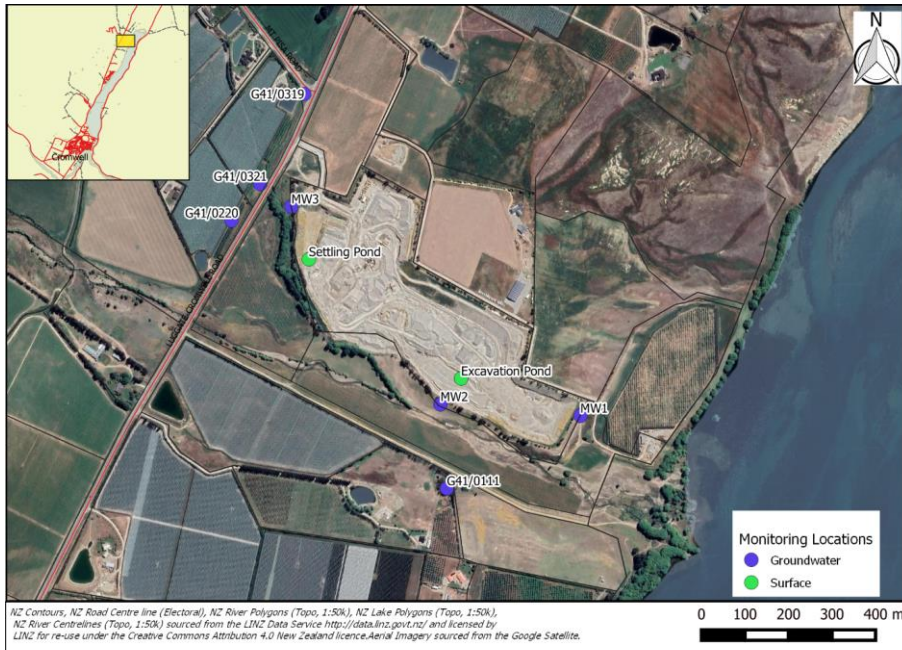 Cromwell
N
G41/0319
G41/0321
MW3
G41/0220
Settling Pond
Excavation Pond
MW2
MW1
G41/0111
Monitoring Locations
Groundwater
Surface
NZ Contours, NZ Road Centre line (Electoral), NZ River Polygons (Topo, 1:50k), NZ Lake Polygons (Topo, 1:50k),
NZ River Centrelines (Topo, 1:50k) sourced from the LINZ Data Service http://data.linz.govt.nz/ and licensed by
LINZ for re-use under the Creative Commons Attribution 4.0 New Zealand licence.Aerial Imagery sourced from the Google Satellite.
0 100 200 300 400 m